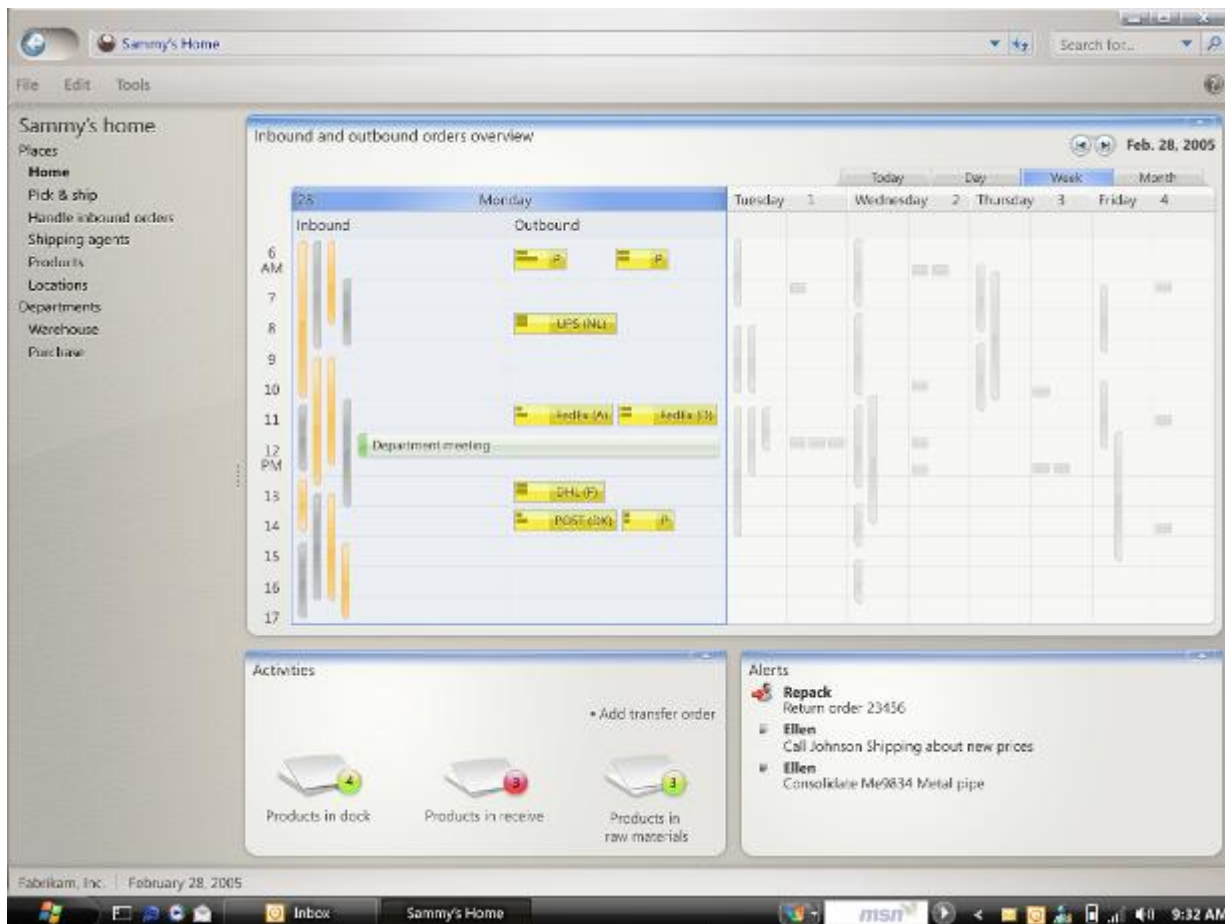 Sammy's Home
Search for...
File Edit Tools
Sammy's home
Places
Home
Pick & ship
Handle inbound orders
Shipping agents
Products
Locations
Departments
Warehouse
Purchase
Inbound and outbound orders overview
Feb. 28, 2005
Today Day Week Month
28 Monday Tuesday 1 Wednesday 2 Thursday 3 Friday 4
Inbound Outbound
6 AM P P
7
8 UPS (NL)
9
10
11 FedEx (A) FedEx (D)
12 PM Department meeting
13 DHL (F)
14 POST (DK) P
15
16
17
Activities
• Add transfer order
4 3 3
Products in dock Products in receive Products in
raw materials
Alerts
Repack
Return order 23456
Ellen
Call Johnson Shipping about new prices
Ellen
Consolidate Me9834 Metal pipe
Fabrikam, Inc. February 28, 2005
Inbox Sammy's Home msn 9:32 AM